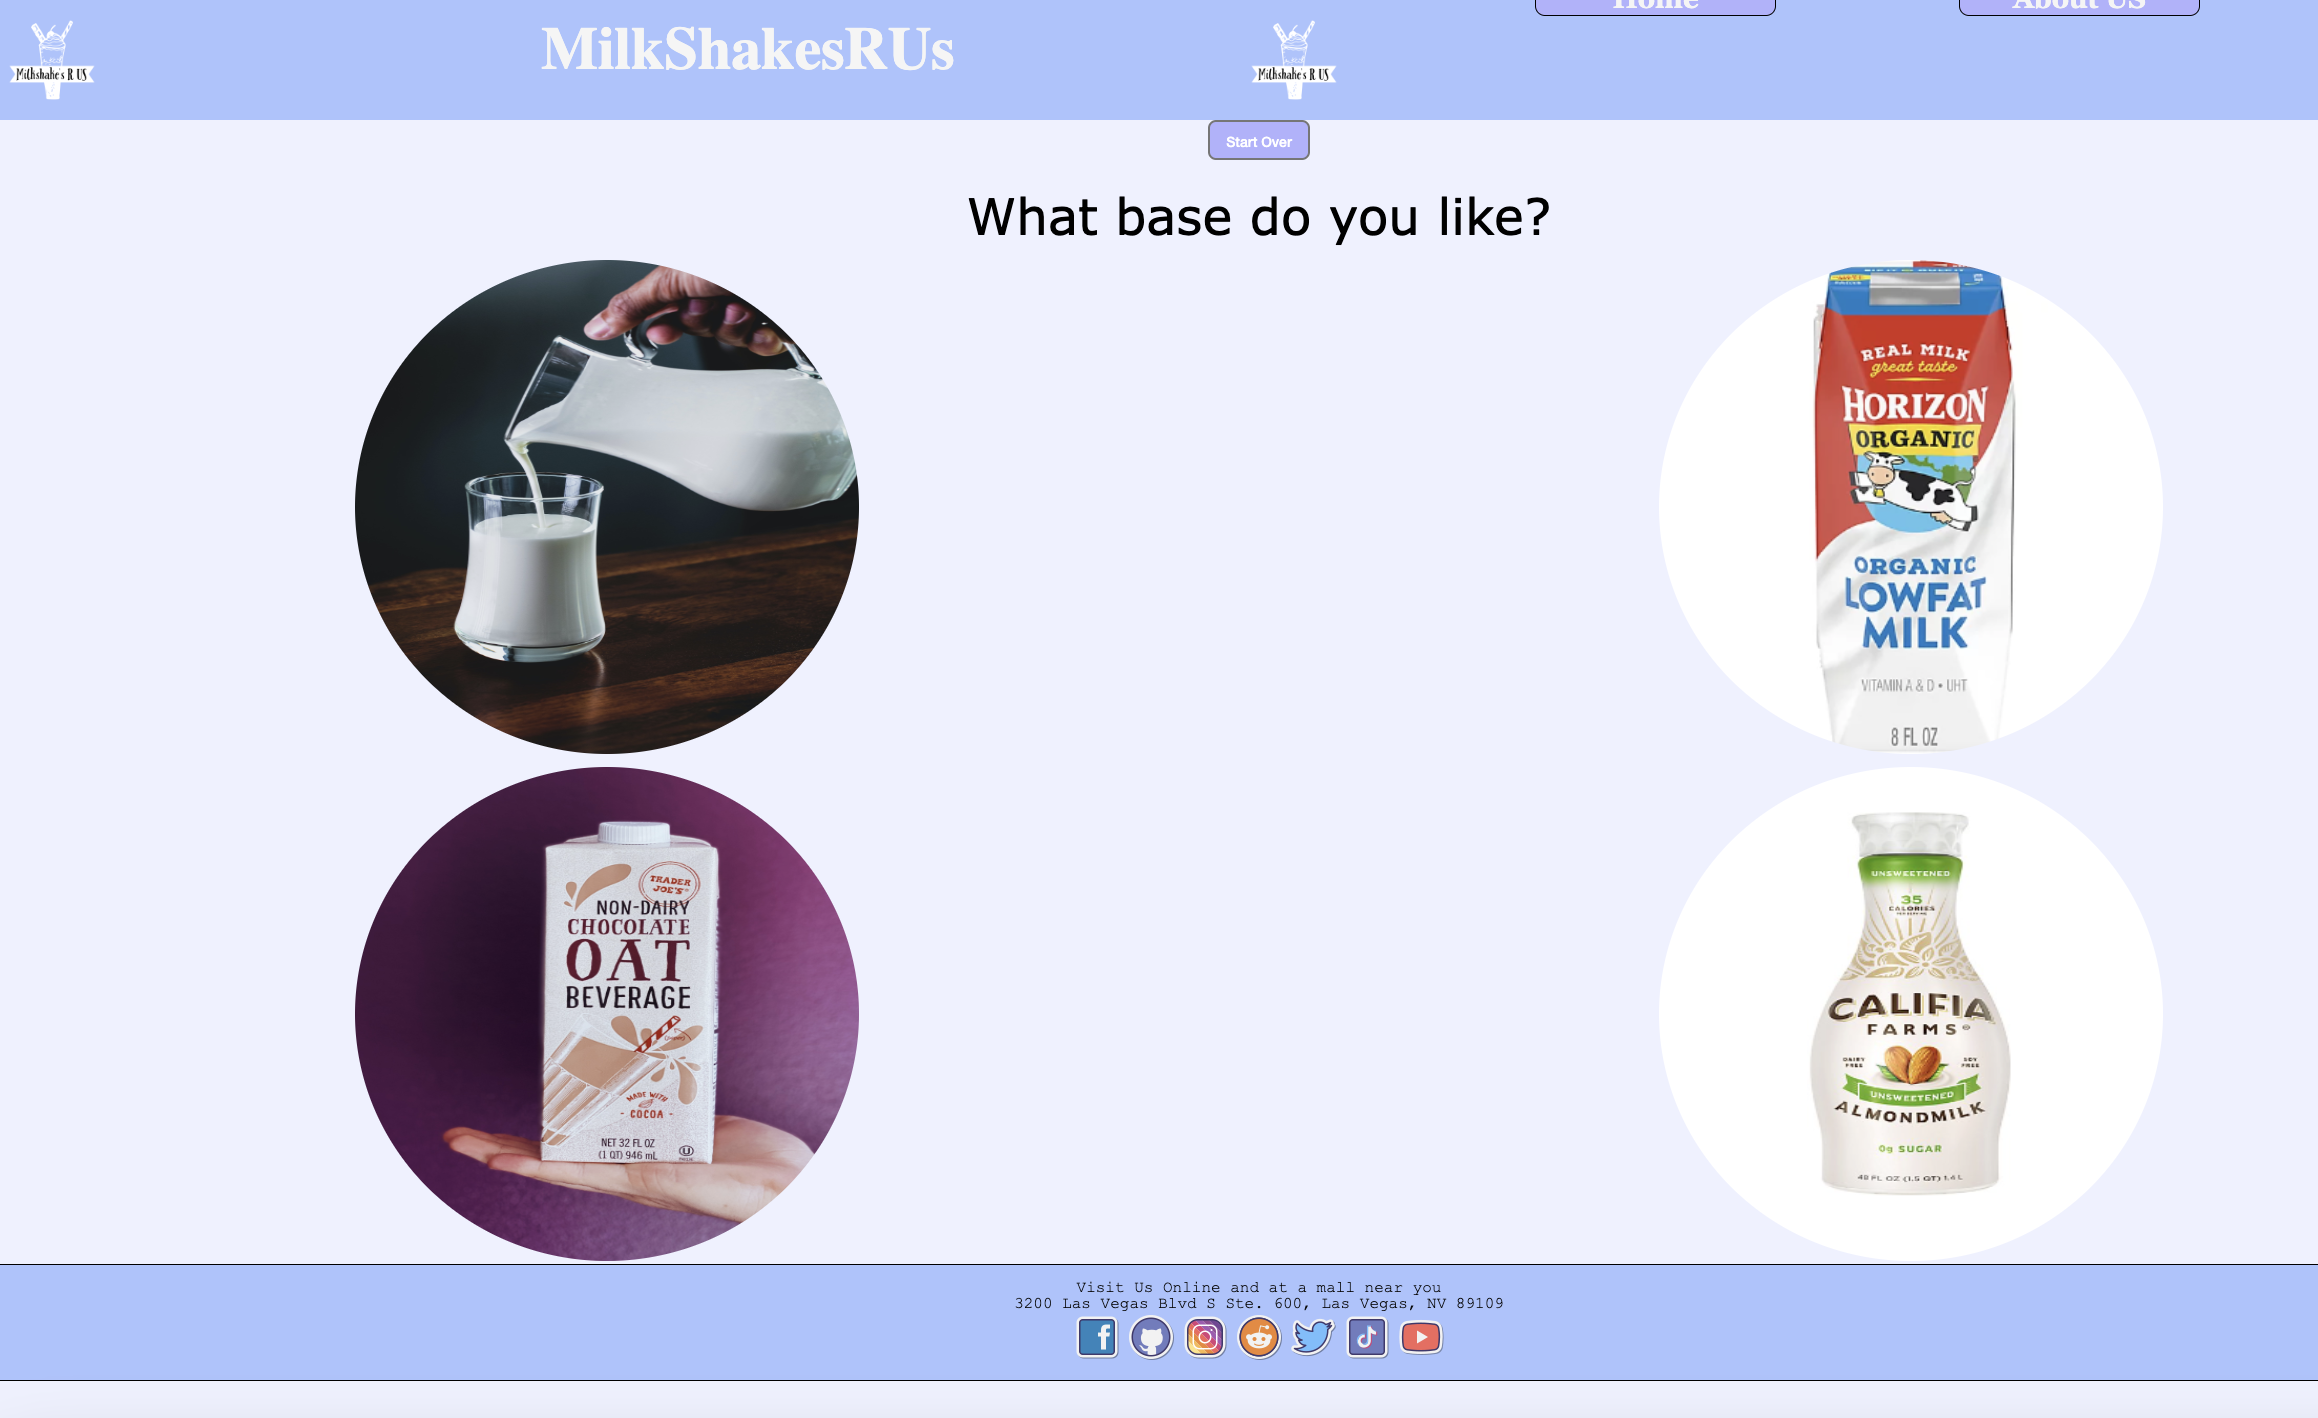 Home
About US
Milkshake's R US
MilkShakesRUs
Milkshake's R US
Start Over
What base do you like?
REAL MILK
great taste
HORIZON
ORGANIC
ORGANIC
LOWFAT
MILK
VITAMIN A & D • UHT
8 FL OZ
TRADER
JOE'S
NON-DAIRY
CHOCOLATE
OAT
BEVERAGE
MADE WITH
- COCOA -
NET 32 FL OZ
(1 QT) 946 mL
UNSWEETENED
35
CALORIES
PER SERVING
CALIFIA
FARMS®
DAIRY
FREE
SOY
FREE
UNSWEETENED
ALMONDMILK
0g SUGAR
48 FL OZ (1.5 QT) 1.4 L
Visit Us Online and at a mall near you
3200 Las Vegas Blvd S Ste. 600, Las Vegas, NV 89109